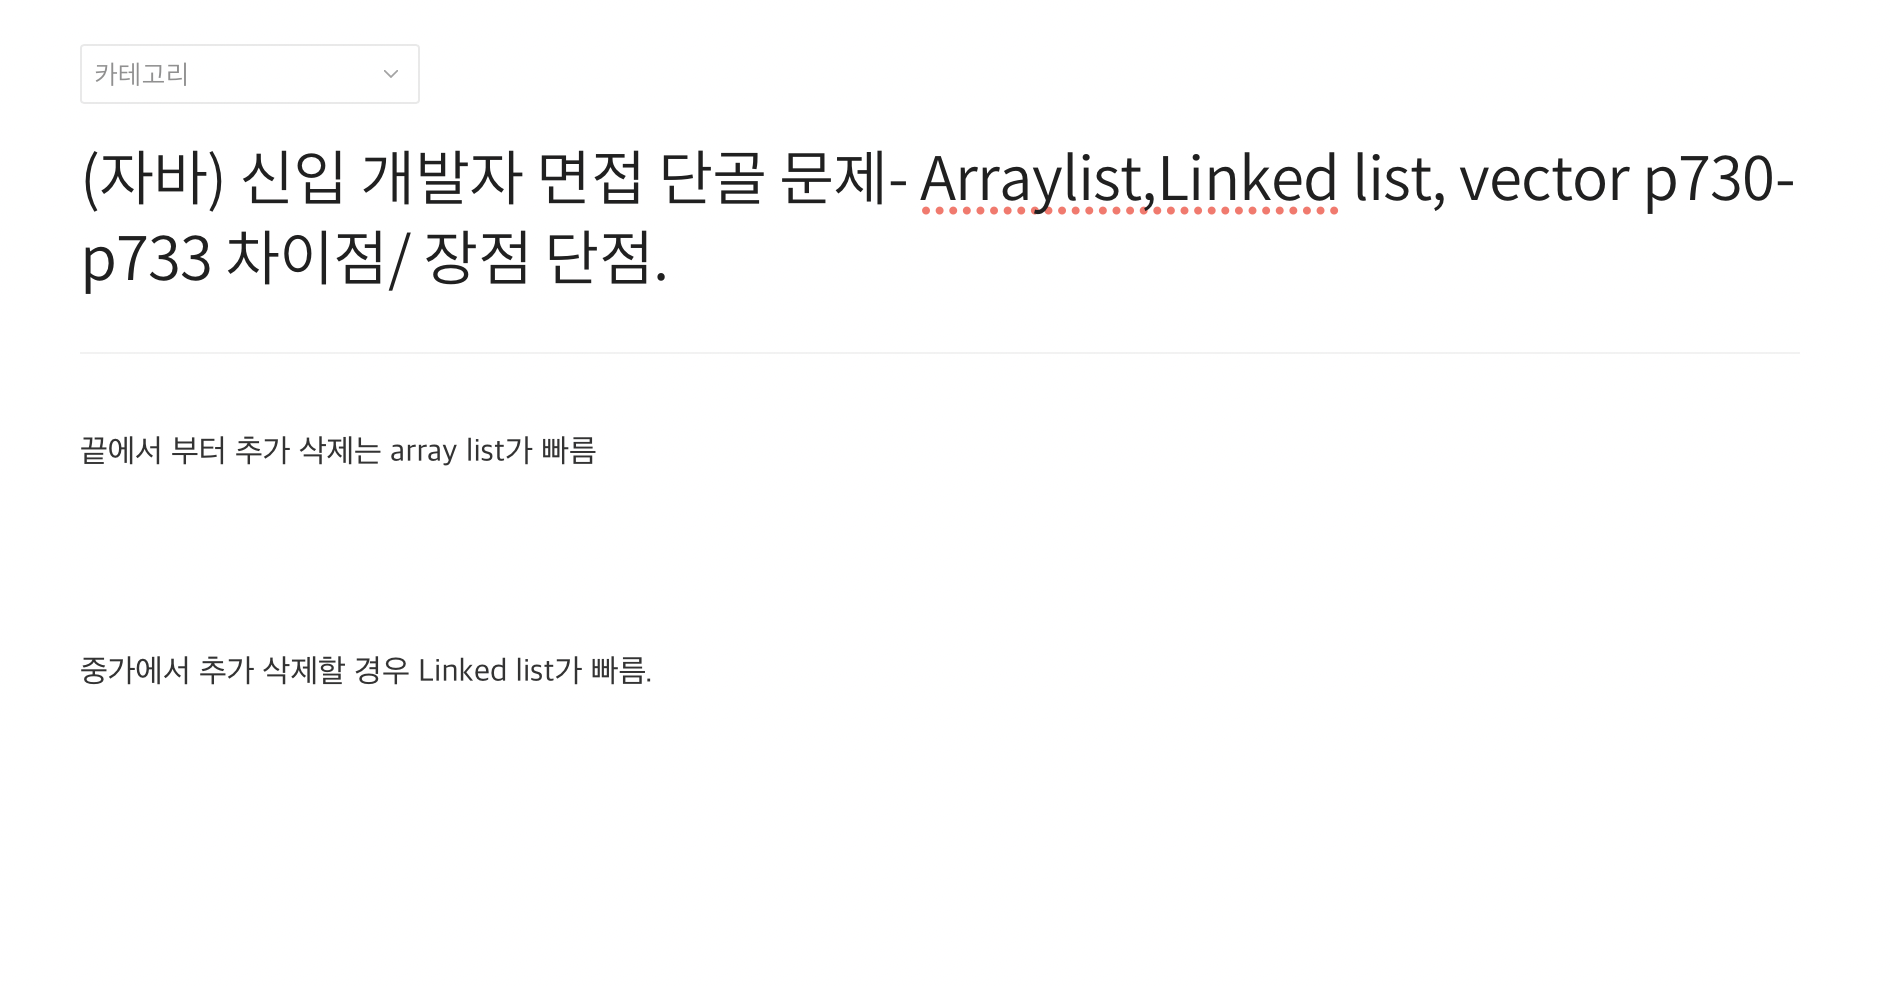 카테고리
(자바) 신입 개발자 면접 단골 문제- Arraylist,Linked list, vector p730-
p733 차이점/ 장점 단점.
끝에서 부터 추가 삭제는 array list가 빠름
중가에서 추가 삭제할 경우 Linked list가 빠름.